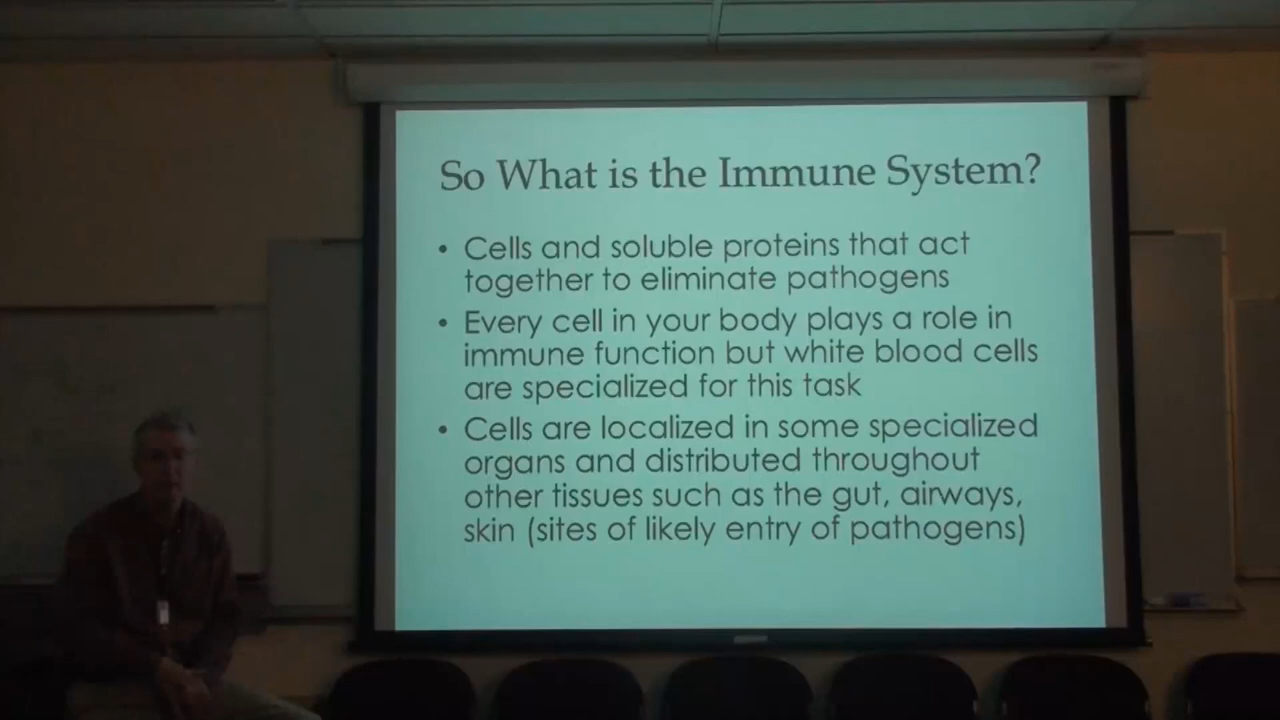 So What is the Immune System?
• Cells and soluble proteins that act
together to eliminate pathogens
• Every cell in your body plays a role in
immune function but white blood cells
are specialized for this task
• Cells are localized in some specialized
organs and distributed throughout
other tissues such as the gut, airways,
skin (sites of likely entry of pathogens)